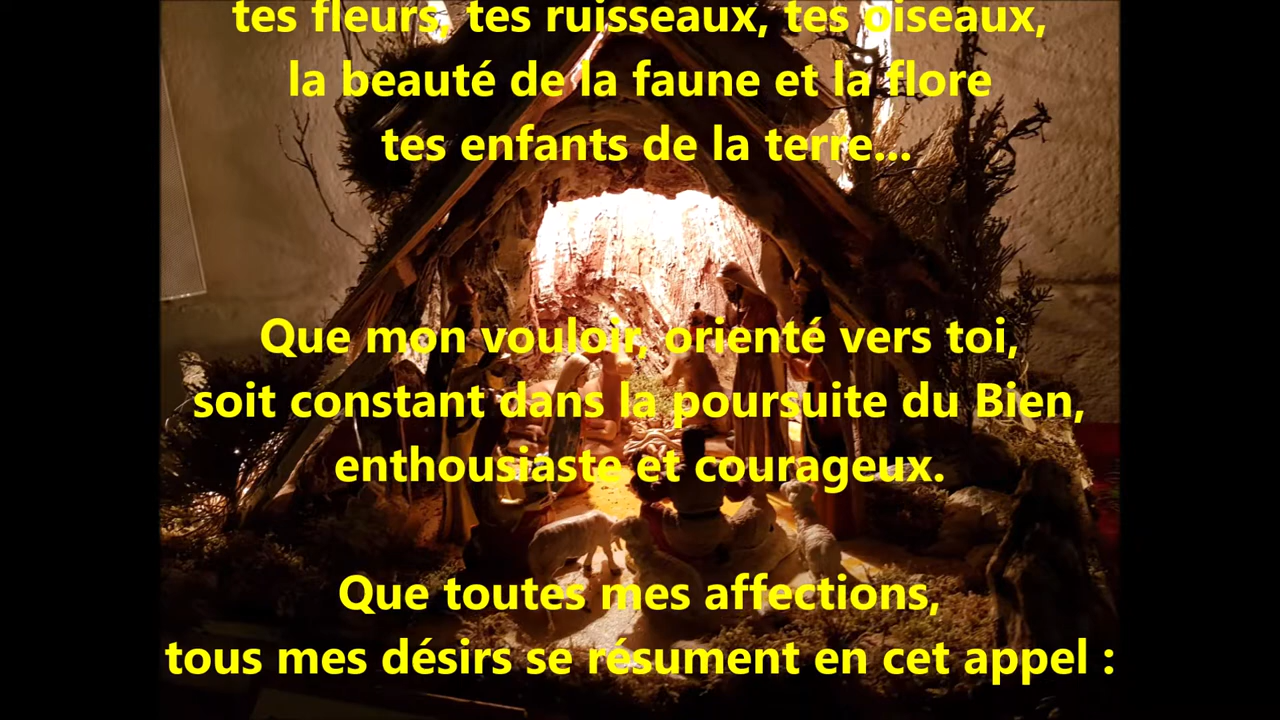 tes fleurs, tes ruisseaux, tes oiseaux,
la beauté de la faune et la flore
tes enfants de la terre...
Que mon vouloir, orienté vers toi,
soit constant dans la poursuite du Bien,
enthousiaste et courageux.
Que toutes mes affections,
tous mes désirs se résument en cet appel :